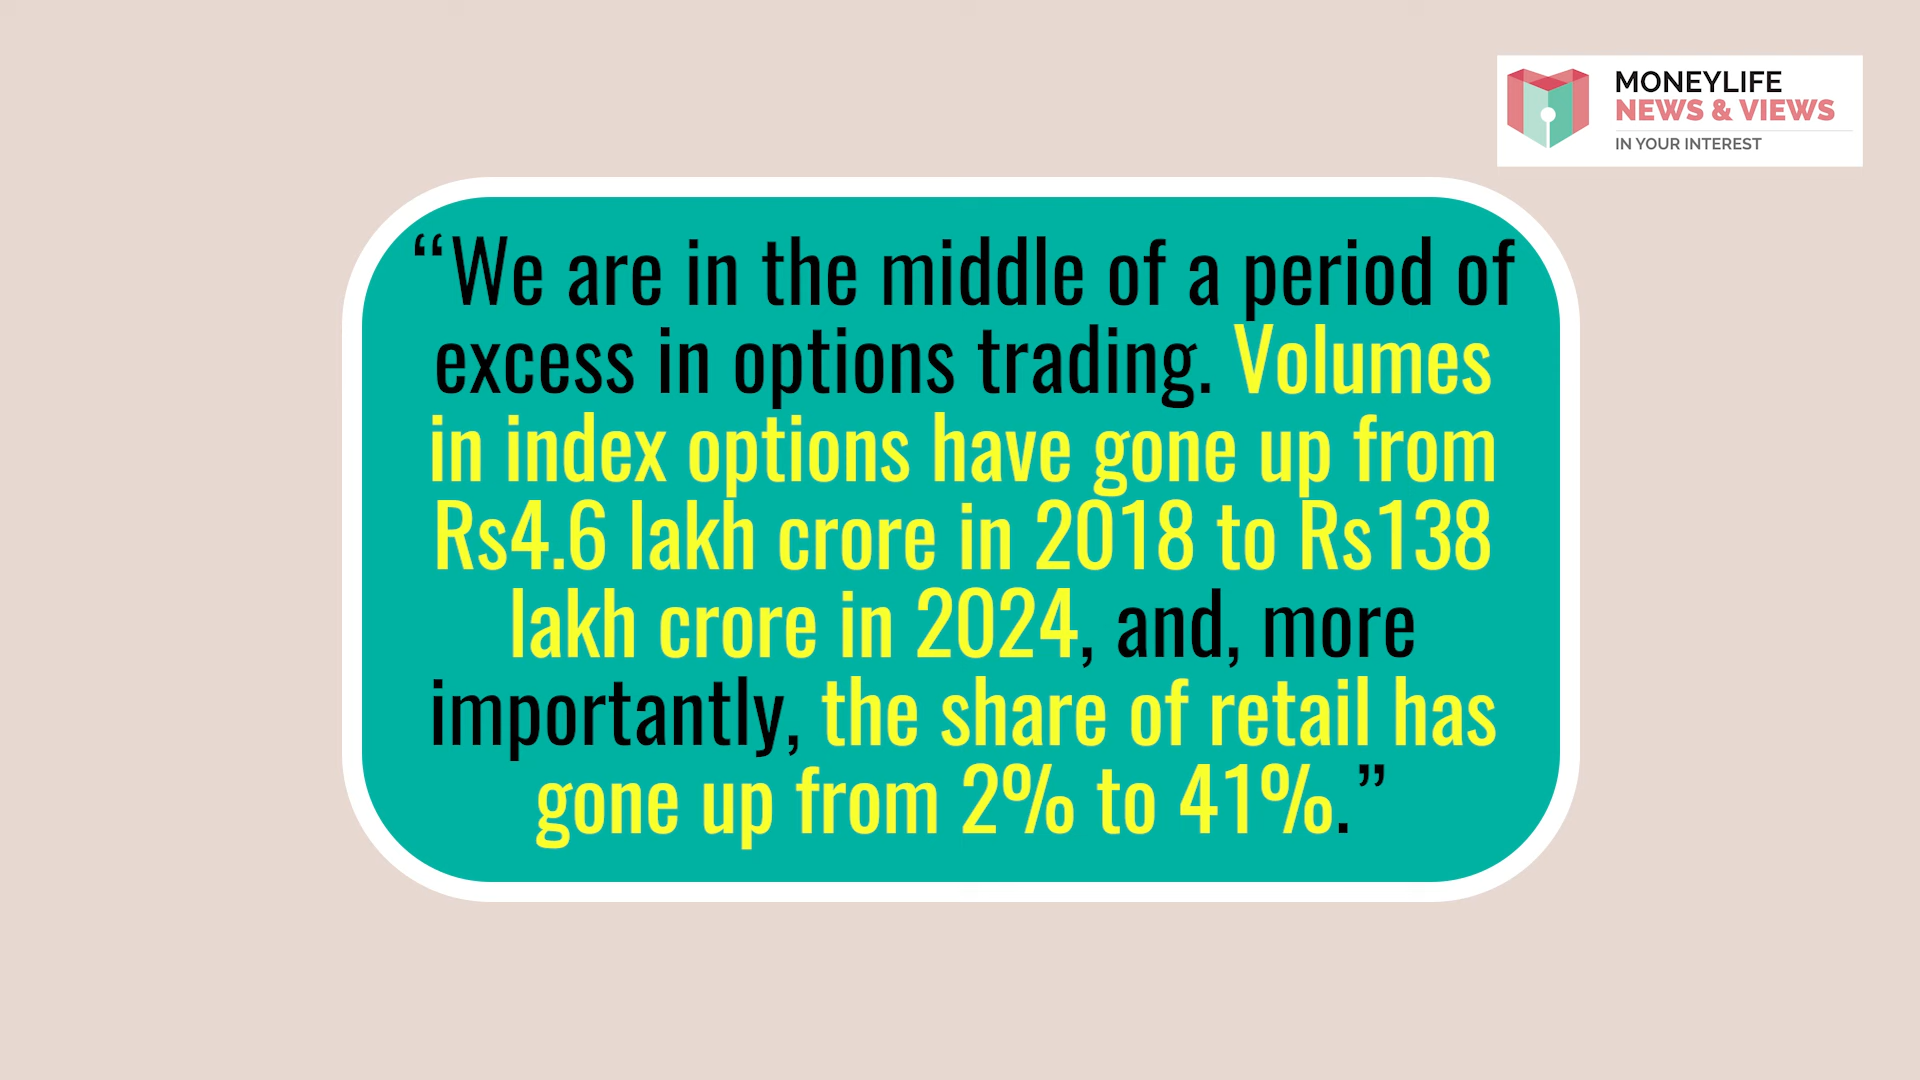 MONEYLIFE
NEWS & VIEWS
IN YOUR INTEREST
“We are in the middle of a period of
excess in options trading. Volumes
in index options have gone up from
Rs4.6 lakh crore in 2018 to Rs138
lakh crore in 2024, and, more
importantly, the share of retail has
gone up from 2% to 41%.”